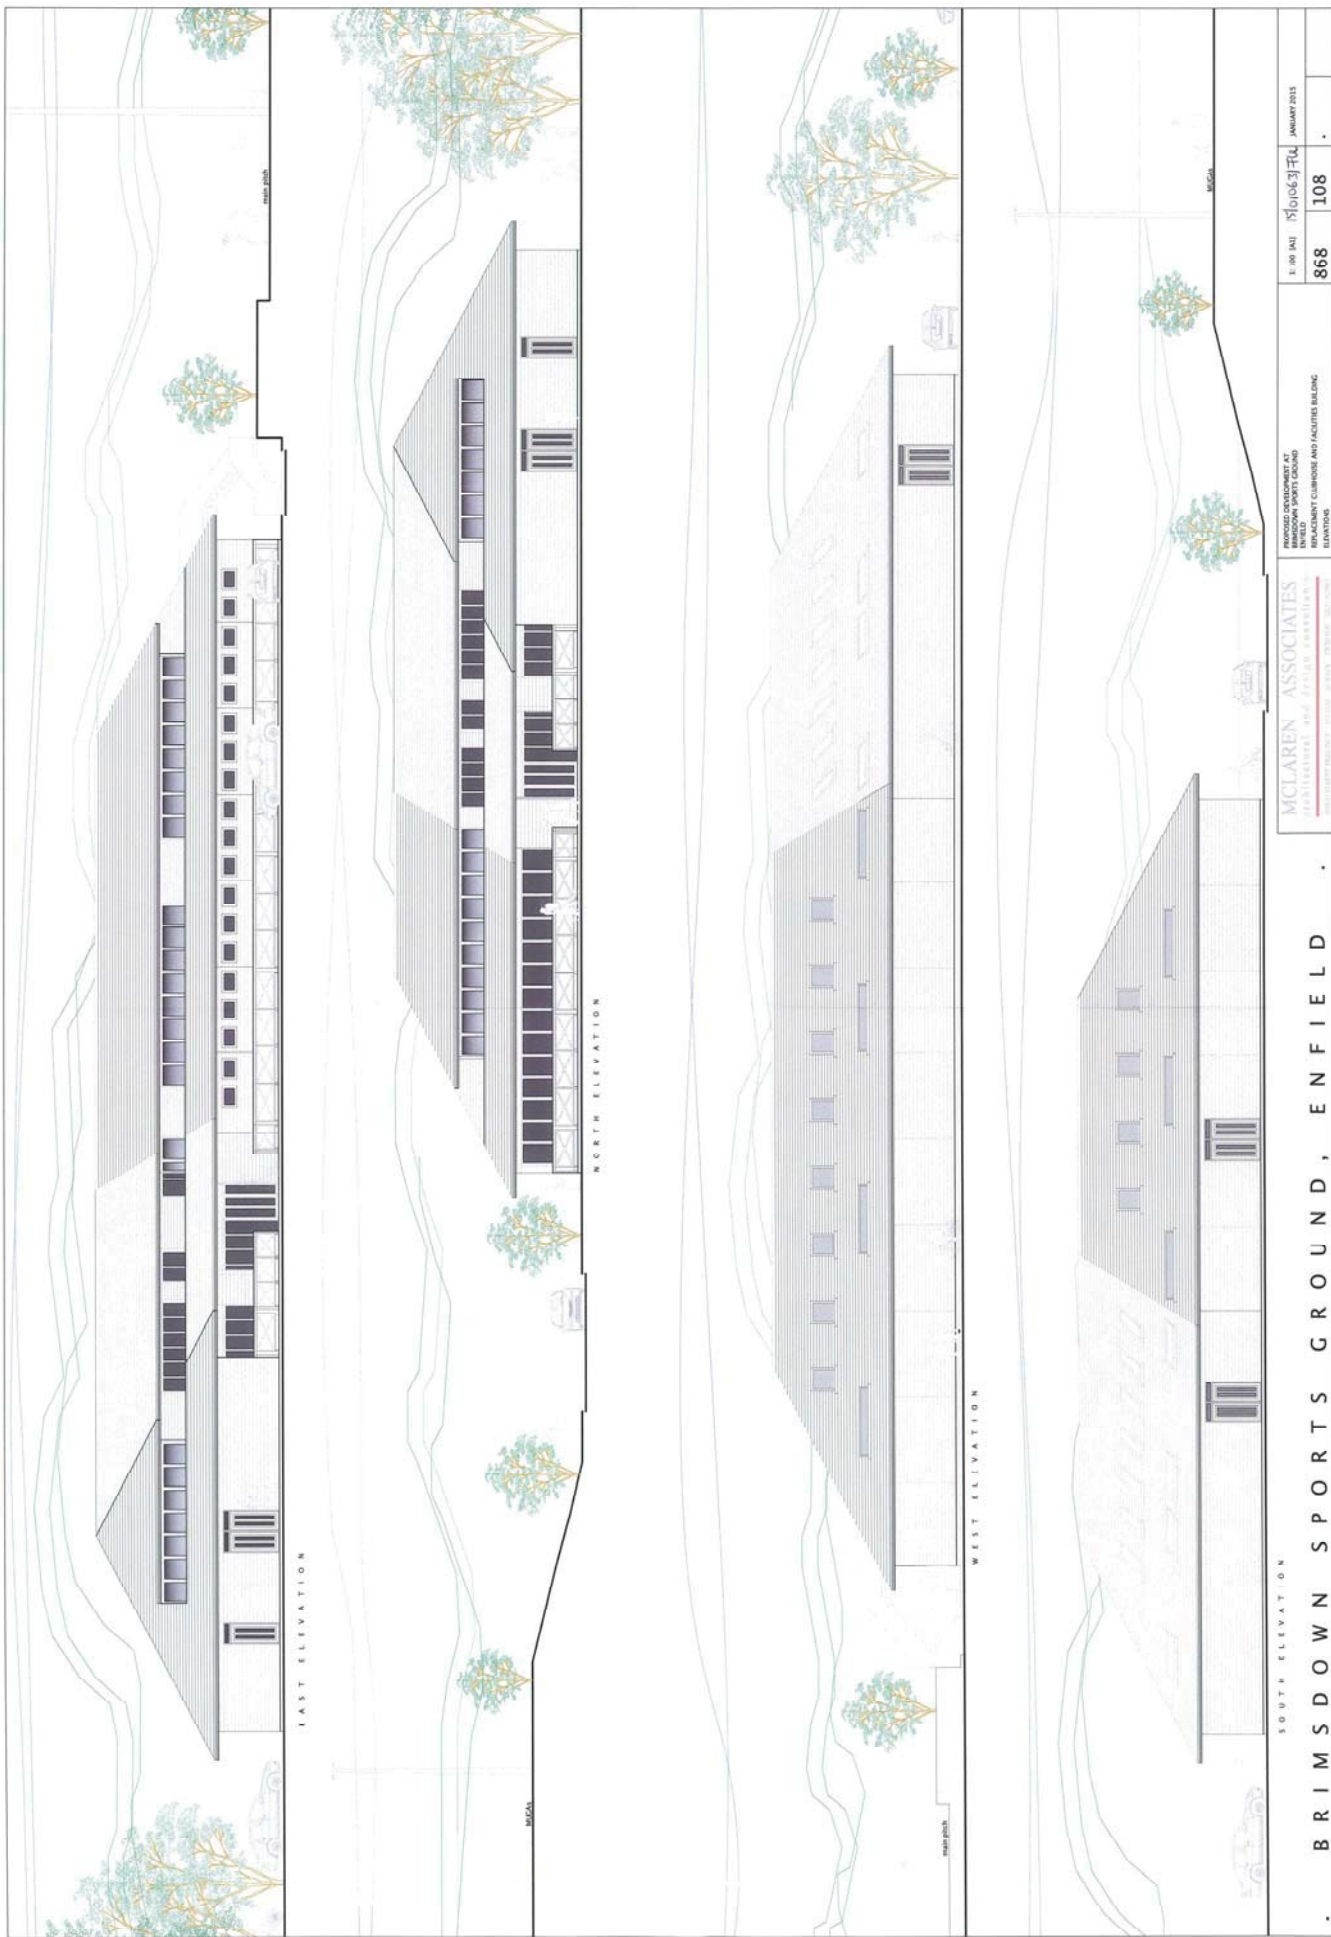 main pitch
EAST ELEVATION
MUGAs
NORTH ELEVATION
main pitch
WEST ELEVATION
MUGAs
SOUTH ELEVATION
. BRIMSDOWN SPORTS GROUND, ENFIELD .
MCLAREN ASSOCIATES
architectural and design consultants
PROPOSED DEVELOPMENT AT
BRIMSDOWN SPORTS GROUND
ENFIELD
REPLACEMENT CLUBHOUSE AND FACILITIES BUILDING
ELEVATIONS
1:100 [A1] 15/01063/FUL JANUARY 2015
868 108 .